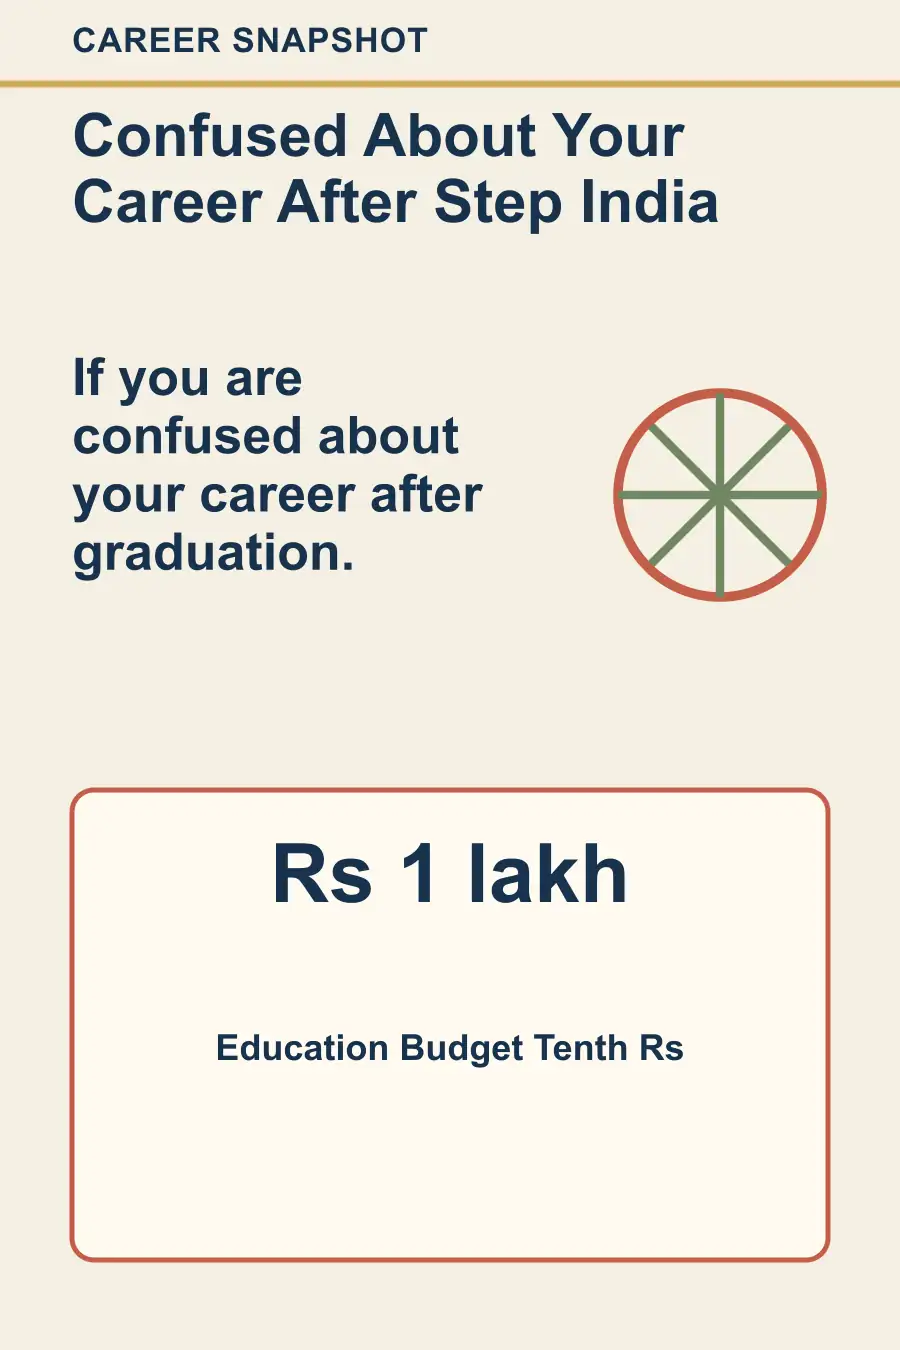 CAREER SNAPSHOT
Confused About Your
Career After Step India
If you are
confused about
your career after
graduation.
Rs 1 lakh
Education Budget Tenth Rs